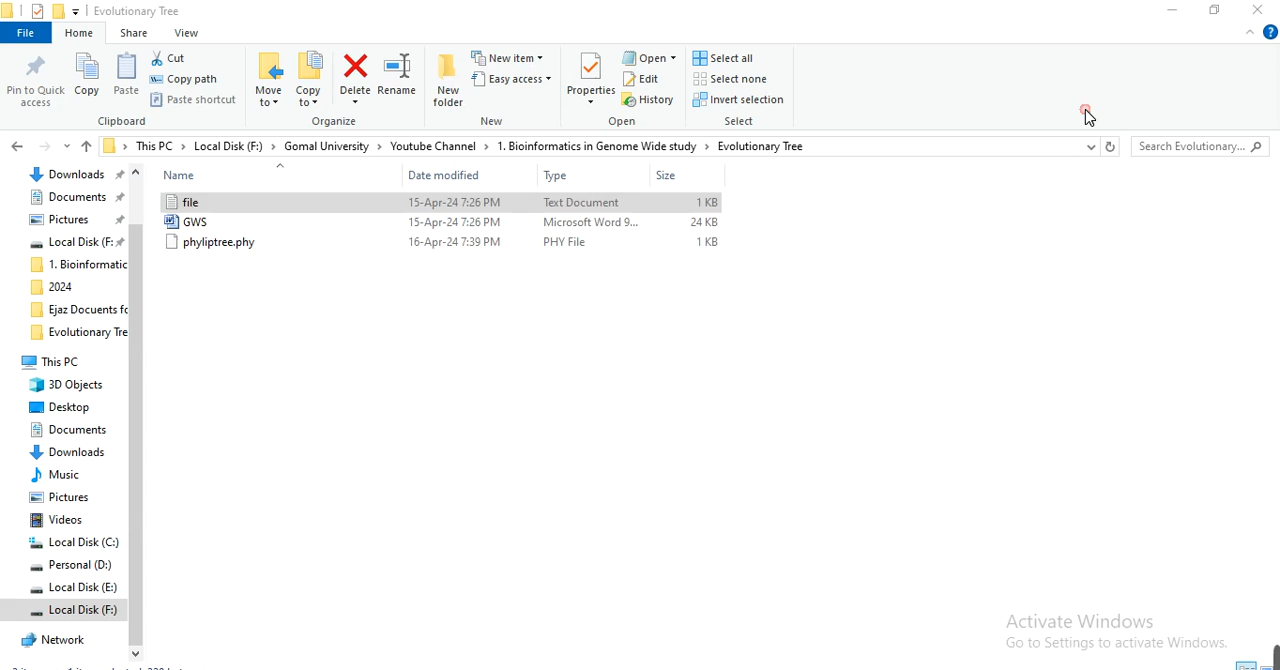 Evolutionary Tree
File Home Share View
Pin to Quick access
Copy
Paste
Cut
Copy path
Paste shortcut
Clipboard
Move to
Copy to
Delete
Rename
Organize
New folder
New item
Easy access
New
Properties
Open
Edit
History
Open
Select all
Select none
Invert selection
Select
This PC > Local Disk (F:) > Gomal University > Youtube Channel > 1. Bioinformatics in Genome Wide study > Evolutionary Tree
Search Evolutionary...
Downloads
Documents
Pictures
Local Disk (F:
1. Bioinformatic
2024
Ejaz Docuents fo
Evolutionary Tre
This PC
3D Objects
Desktop
Documents
Downloads
Music
Pictures
Videos
Local Disk (C:)
Personal (D:)
Local Disk (E:)
Local Disk (F:)
Network
Name Date modified Type Size
file 15-Apr-24 7:26 PM Text Document 1 KB
GWS 15-Apr-24 7:26 PM Microsoft Word 9... 24 KB
phyliptree.phy 16-Apr-24 7:39 PM PHY File 1 KB
Activate Windows
Go to Settings to activate Windows.